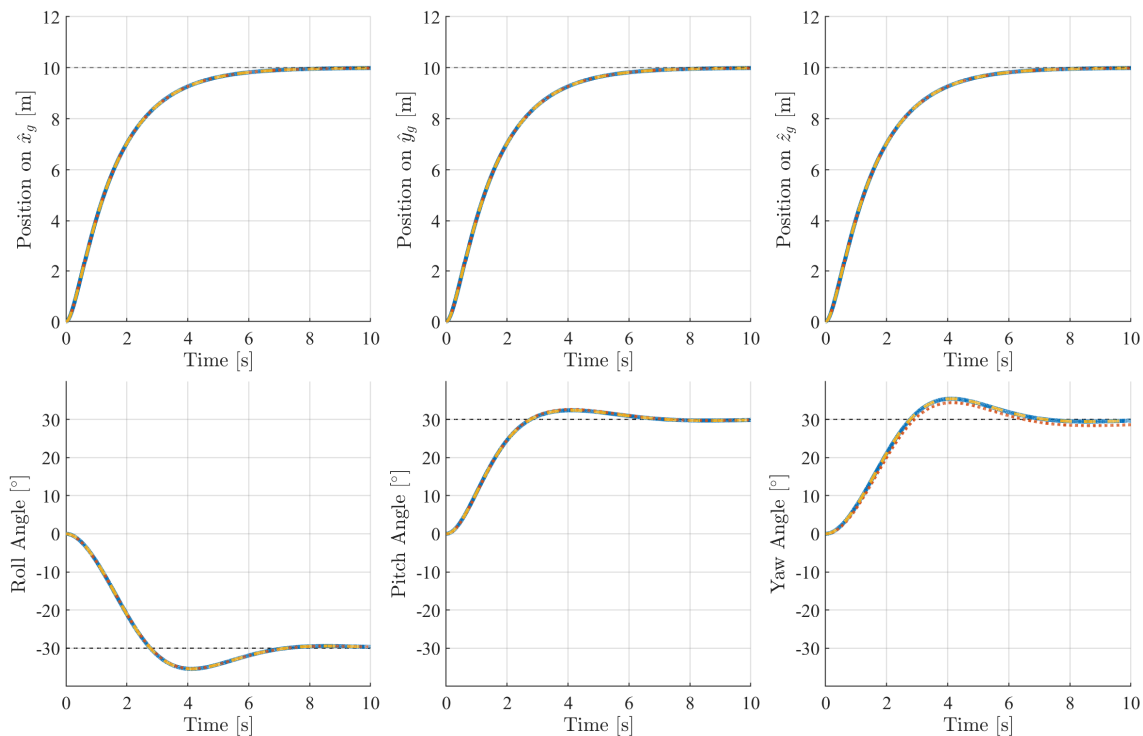 12
10
8
6
4
2
0
Position on x̂_g [m]
0 2 4 6 8 10
Time [s]
12
10
8
6
4
2
0
Position on ŷ_g [m]
0 2 4 6 8 10
Time [s]
12
10
8
6
4
2
0
Position on ẑ_g [m]
0 2 4 6 8 10
Time [s]
30
20
10
0
-10
-20
-30
Roll Angle [°]
0 2 4 6 8 10
Time [s]
30
20
10
0
-10
-20
-30
Pitch Angle [°]
0 2 4 6 8 10
Time [s]
30
20
10
0
-10
-20
-30
Yaw Angle [°]
0 2 4 6 8 10
Time [s]